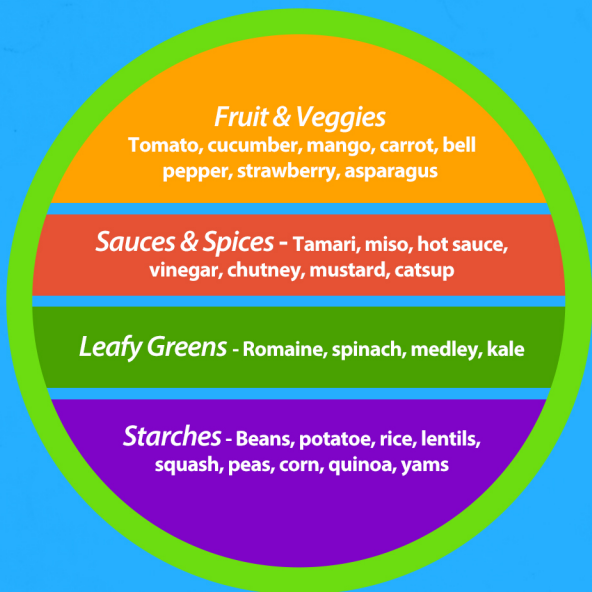 Fruit & Veggies
Tomato, cucumber, mango, carrot, bell
pepper, strawberry, asparagus
Sauces & Spices - Tamari, miso, hot sauce,
vinegar, chutney, mustard, catsup
Leafy Greens - Romaine, spinach, medley, kale
Starches - Beans, potatoe, rice, lentils,
squash, peas, corn, quinoa, yams